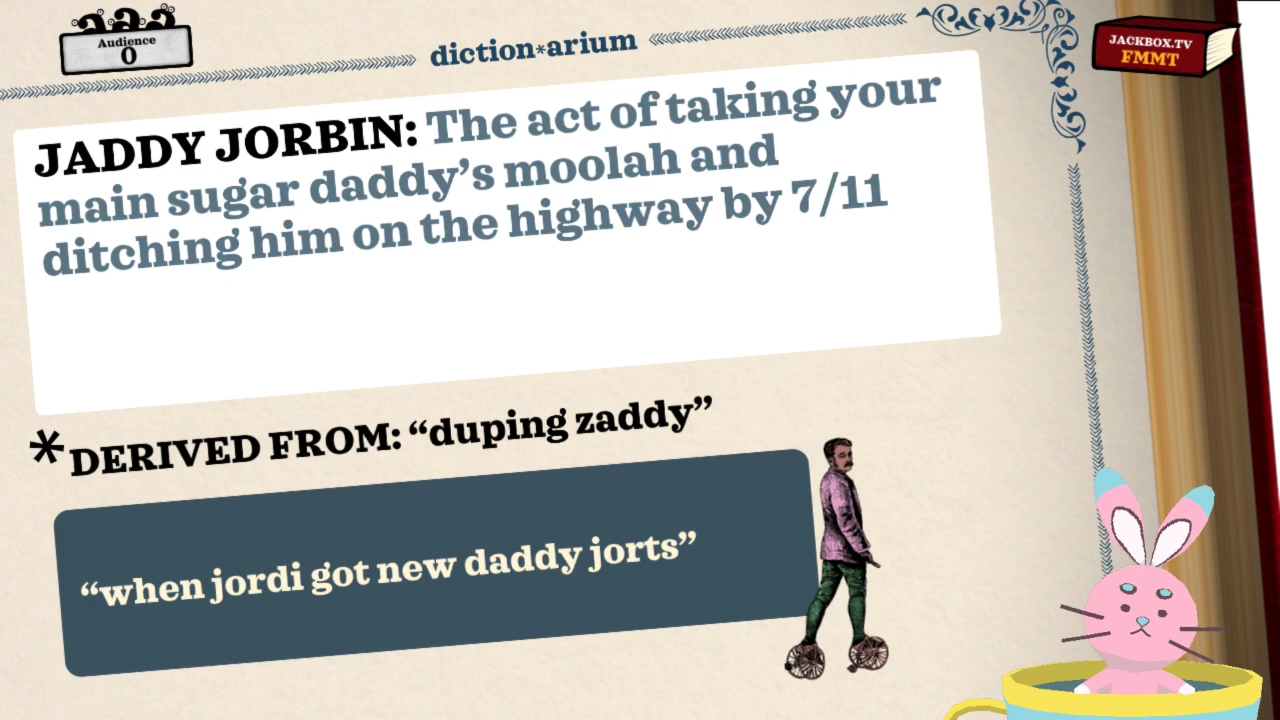 Audience
0
diction*arium
JACKBOX.TV
FMMT
JADDY JORBIN: The act of taking your
main sugar daddy’s moolah and
ditching him on the highway by 7/11
*DERIVED FROM: “duping zaddy”
“when jordi got new daddy jorts”